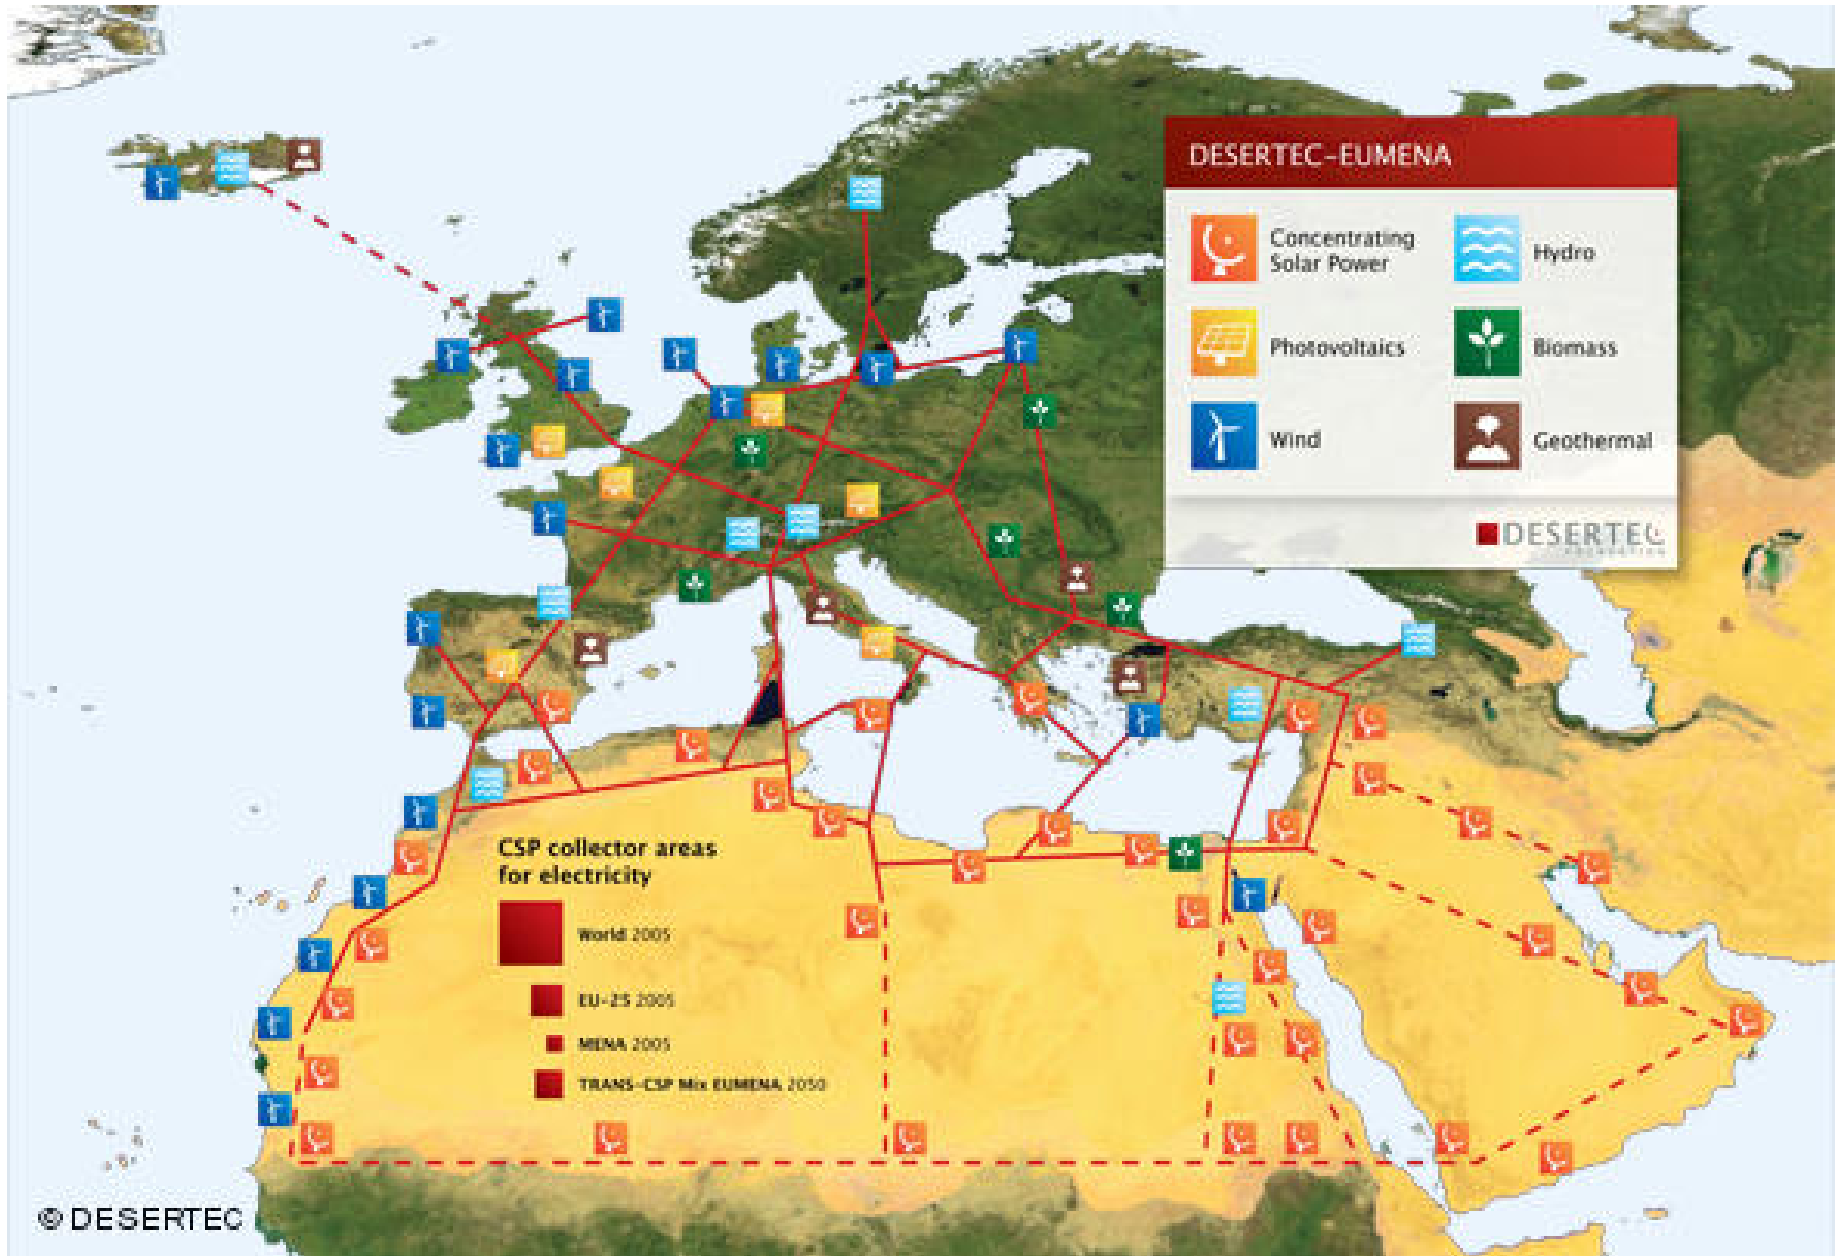 DESERTEC-EUMENA
Concentrating
Solar Power
Hydro
Photovoltaics
Biomass
Wind
Geothermal
DESERTEC
CSP collector areas
for electricity
World 2005
EU-25 2005
MENA 2005
TRANS-CSP Mix EUMENA 2050
© DESERTEC